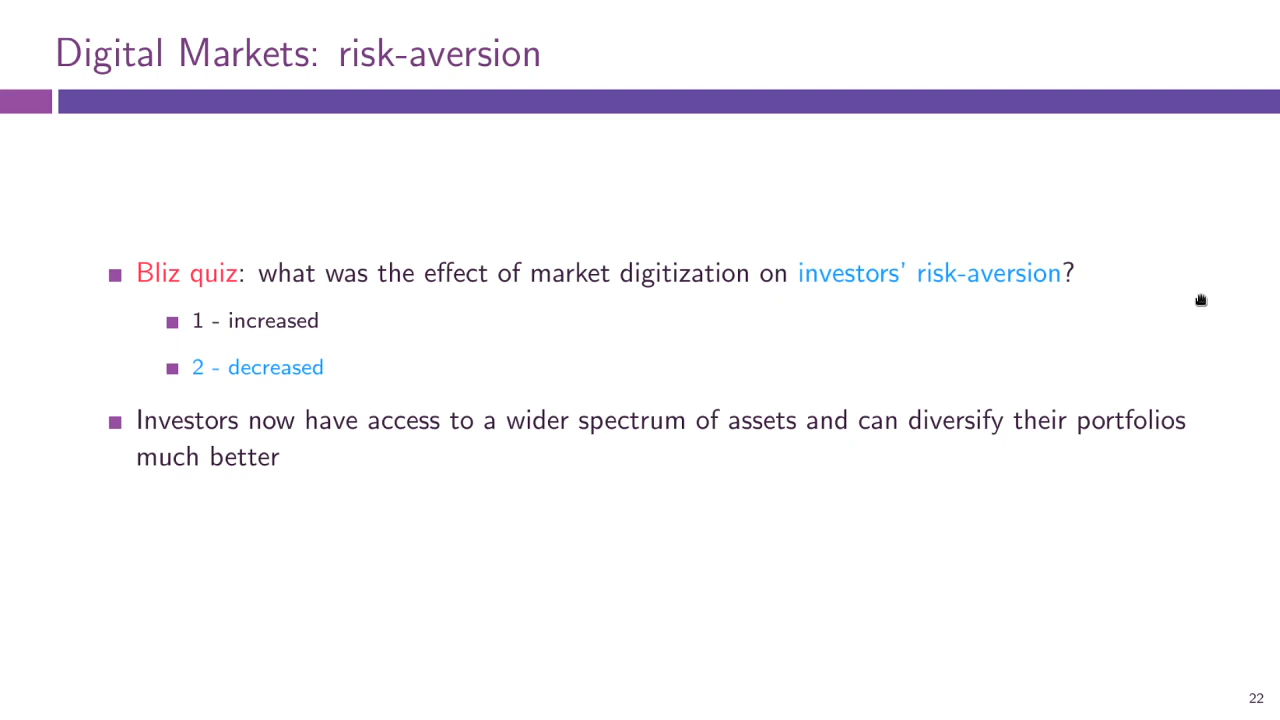 Digital Markets: risk-aversion
Bliz quiz: what was the effect of market digitization on investors' risk-aversion?
1 - increased
2 - decreased
Investors now have access to a wider spectrum of assets and can diversify their portfolios
much better
22